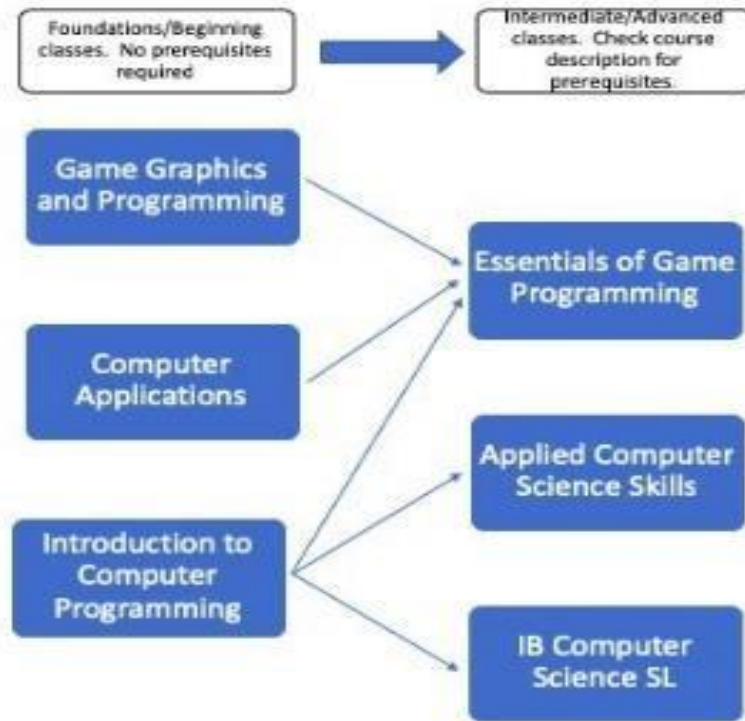 Foundations/Beginning
classes. No prerequisites
required
Intermediate/Advanced
classes. Check course
description for
prerequisites.
Game Graphics
and Programming
Essentials of Game
Programming
Computer
Applications
Applied Computer
Science Skills
Introduction to
Computer
Programming
IB Computer
Science SL